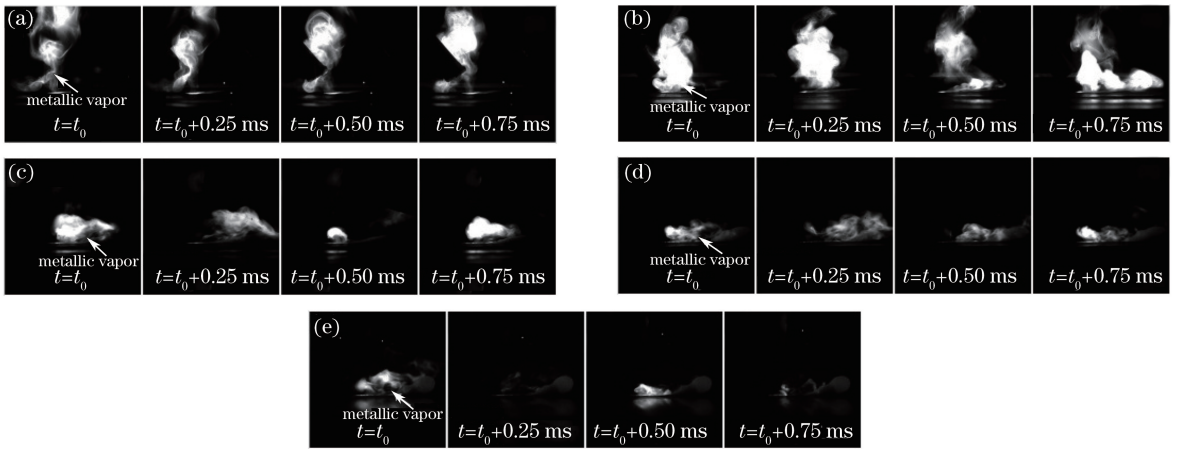 (a)
metallic vapor
t=t₀
t=t₀+0.25 ms
t=t₀+0.50 ms
t=t₀+0.75 ms
(b)
metallic vapor
t=t₀
t=t₀+0.25 ms
t=t₀+0.50 ms
t=t₀+0.75 ms
(c)
metallic vapor
t=t₀
t=t₀+0.25 ms
t=t₀+0.50 ms
t=t₀+0.75 ms
(d)
metallic vapor
t=t₀
t=t₀+0.25 ms
t=t₀+0.50 ms
t=t₀+0.75 ms
(e)
metallic vapor
t=t₀
t=t₀+0.25 ms
t=t₀+0.50 ms
t=t₀+0.75 ms